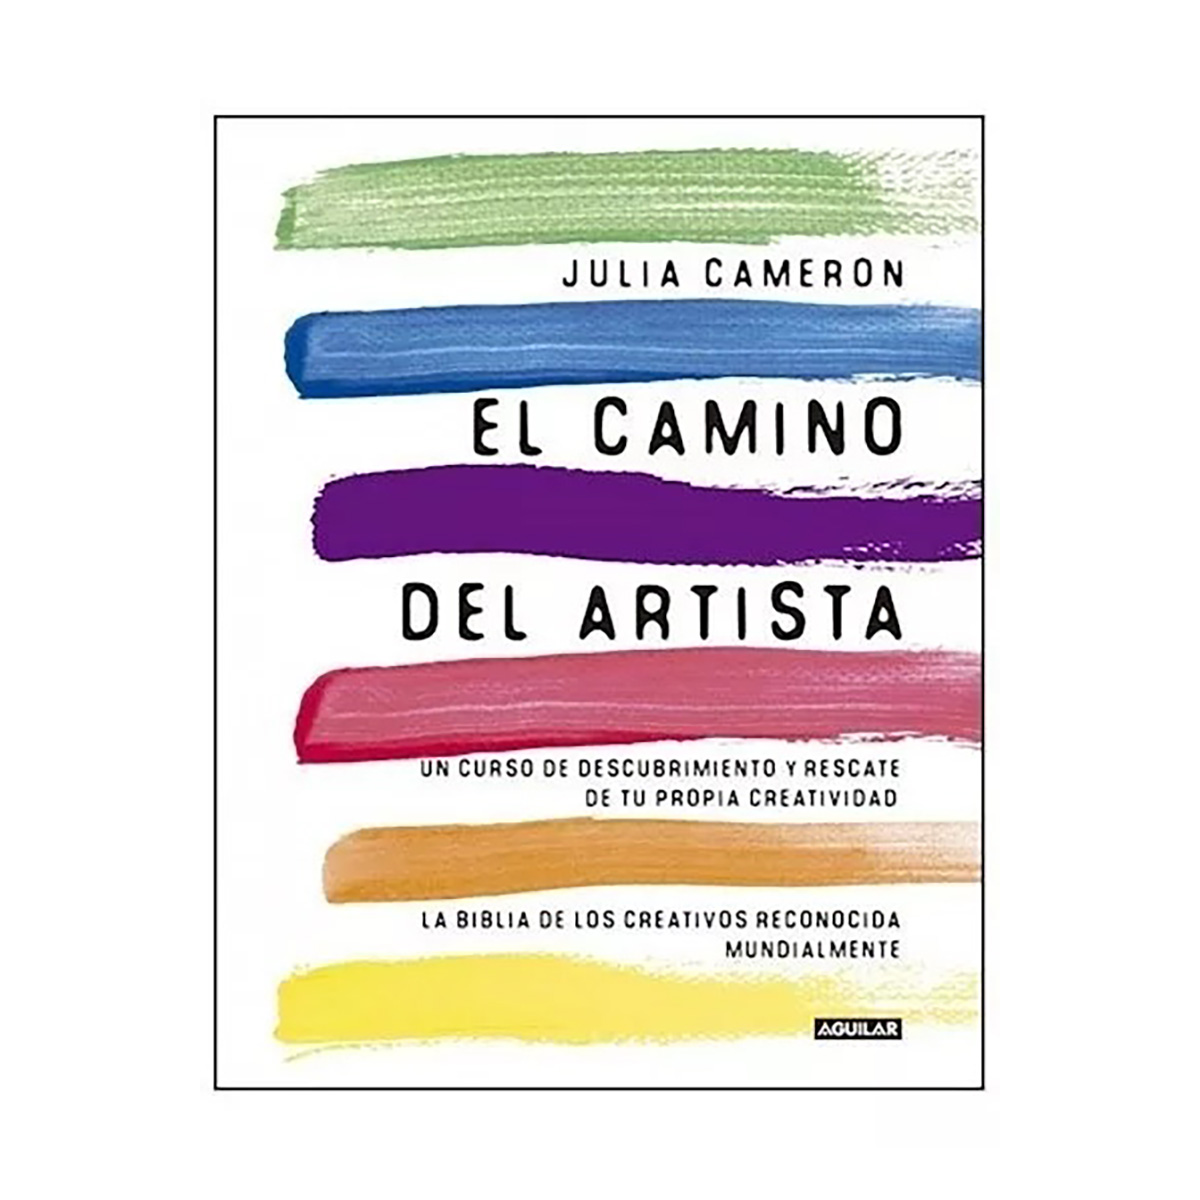 JULIA CAMERON
EL CAMINO
DEL ARTISTA
UN CURSO DE DESCUBRIMIENTO Y RESCATE
DE TU PROPIA CREATIVIDAD
LA BIBLIA DE LOS CREATIVOS RECONOCIDA
MUNDIALMENTE
AGUILAR